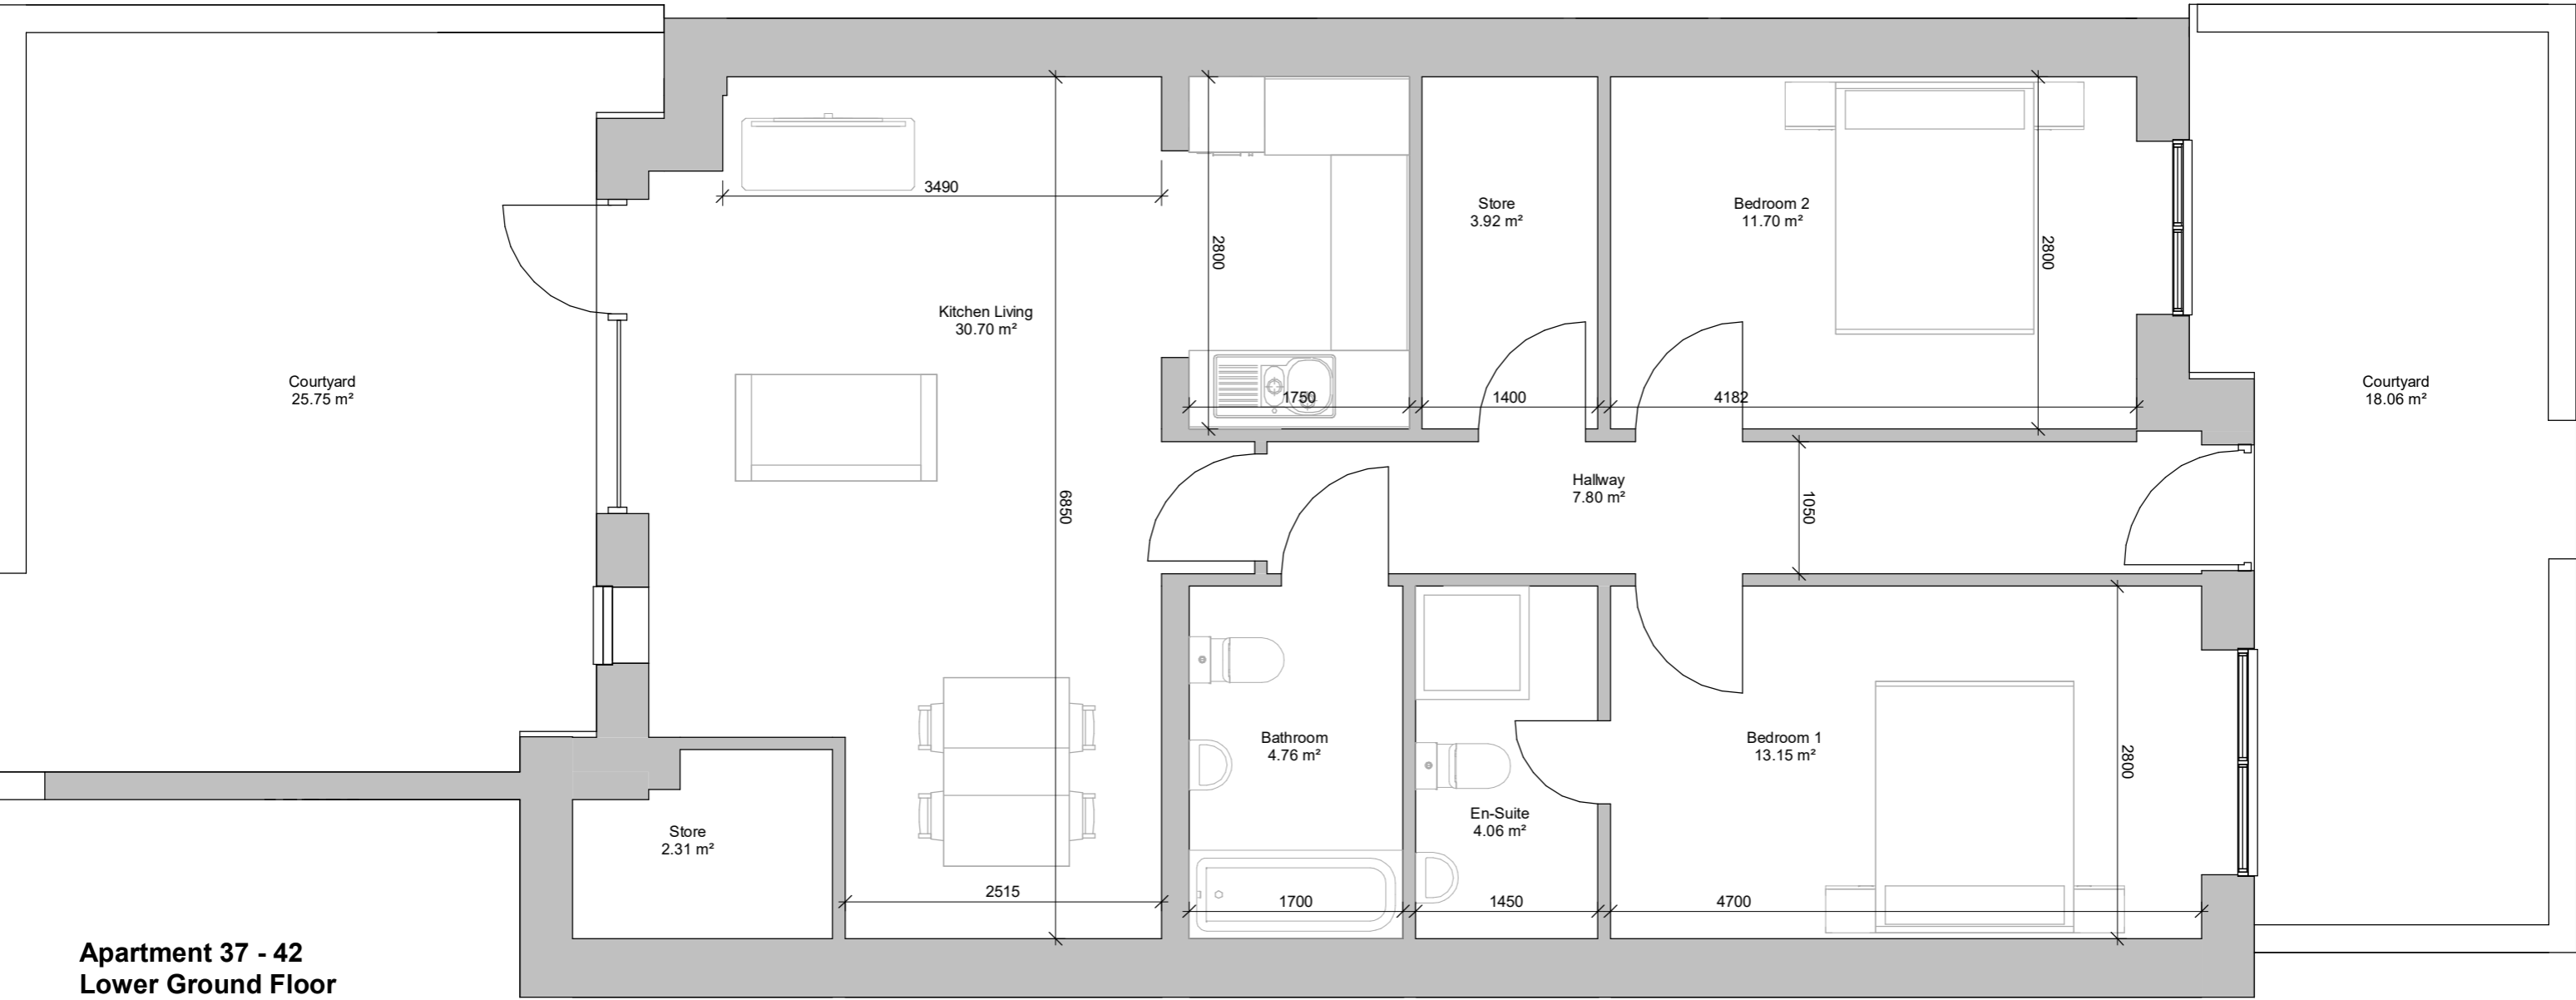 3490
2800
Store
3.92 m²
Bedroom 2
11.70 m²
2800
Kitchen Living
30.70 m²
Courtyard
25.75 m²
1750
1400
4182
Courtyard
18.06 m²
6850
Hallway
7.80 m²
1050
Bathroom
4.76 m²
Bedroom 1
13.15 m²
2800
En-Suite
4.06 m²
Store
2.31 m²
2515
1700
1450
4700
Apartment 37 - 42
Lower Ground Floor